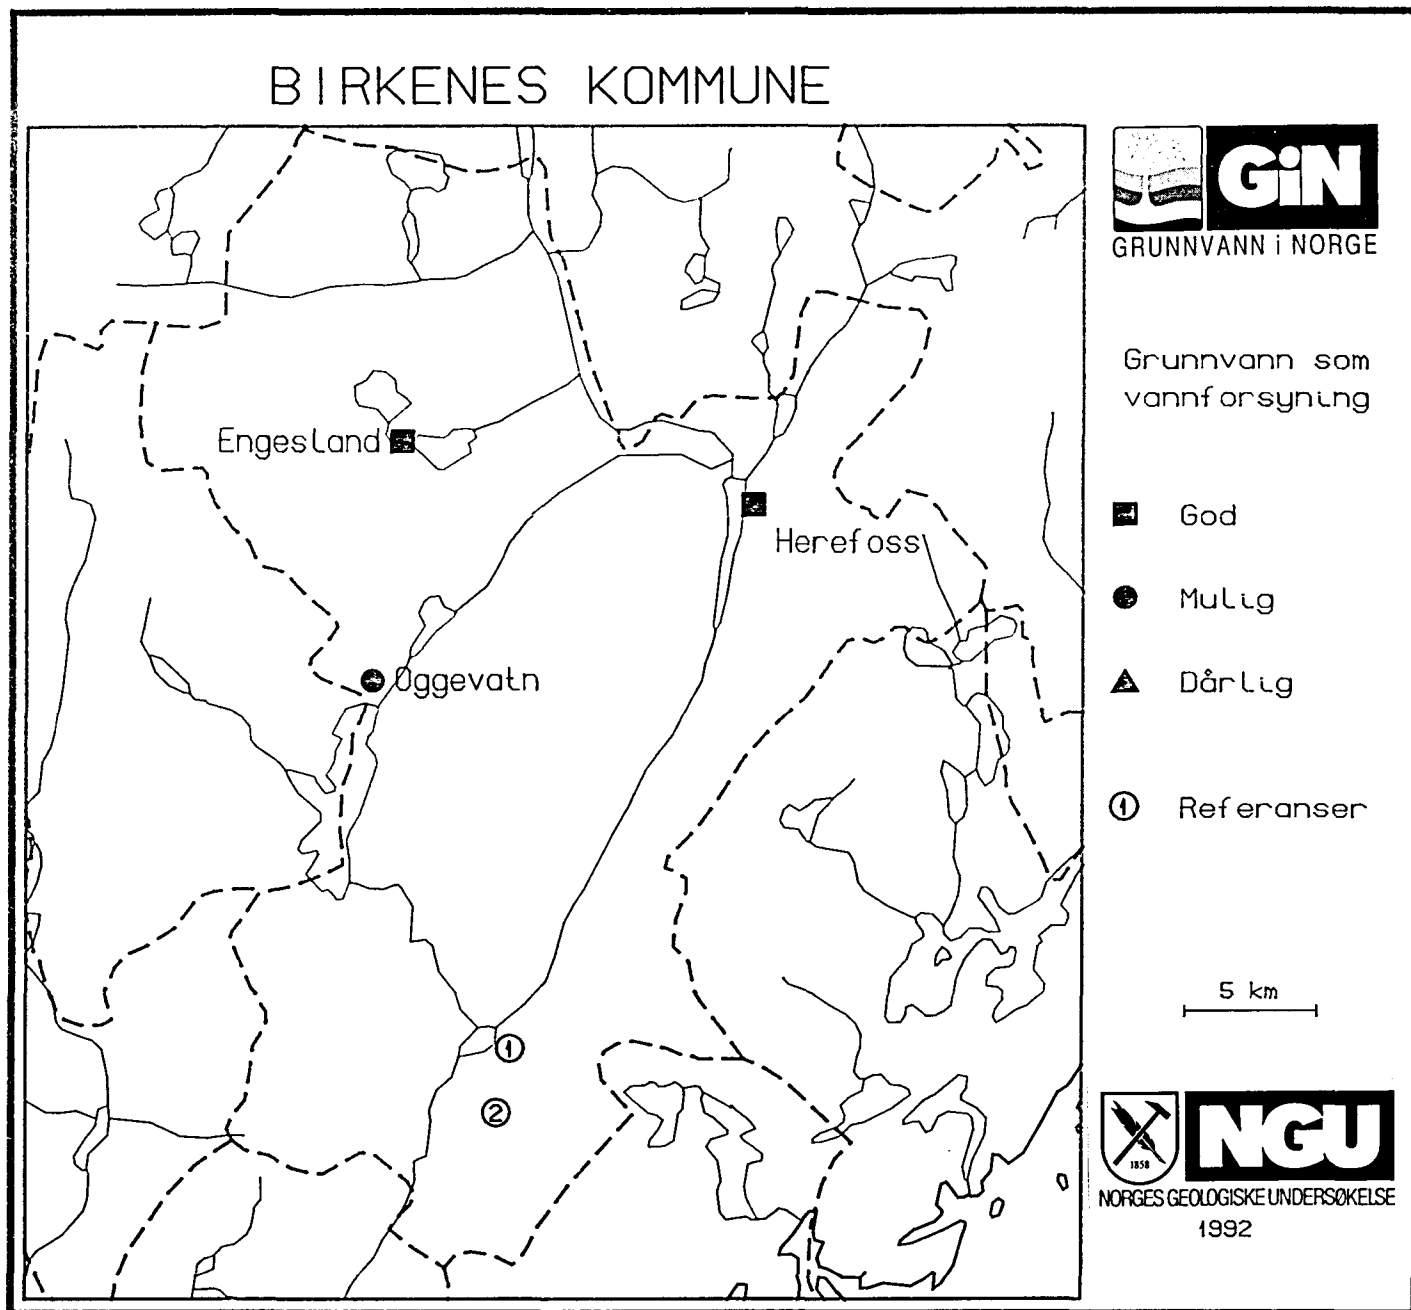 BIRKENES KOMMUNE
GiN
GRUNNVANN i NORGE
Grunnvann som
vannforsyning
Engesland
God
Herefoss
Mulig
Oggevatn
Dårlig
1 Referanser
5 km
1
2
1858
NGU
NORGES GEOLOGISKE UNDERSØKELSE
1992